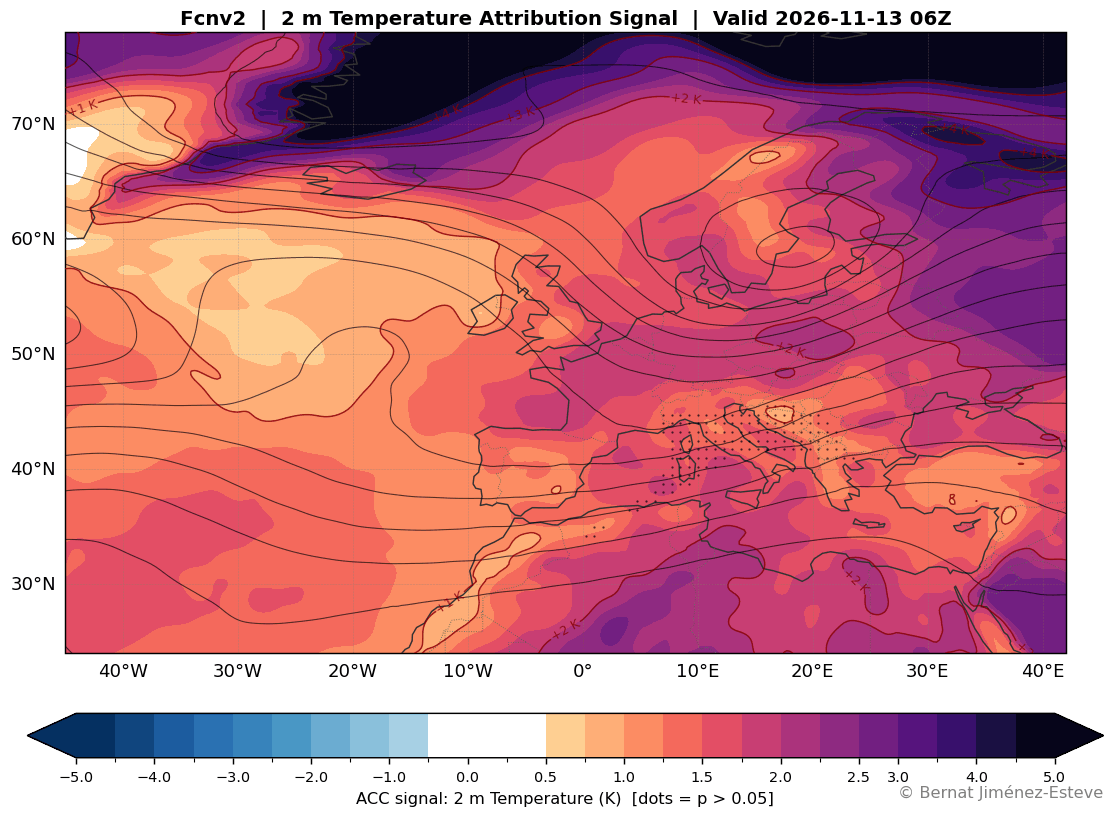 Fcnv2 | 2 m Temperature Attribution Signal | Valid 2026-11-13 06Z
+1 K
+2 K
+3 K
70°N
60°N
+2 K
50°N
40°N
+2 K
30°N
+1 K
+2 K
40°W 30°W 20°W 10°W 0° 10°E 20°E 30°E 40°E
−5.0 −4.0 −3.0 −2.0 −1.0 0.0 0.5 1.0 1.5 2.0 2.5 3.0 4.0 5.0
ACC signal: 2 m Temperature (K) [dots = p > 0.05]
© Bernat Jiménez-Esteve